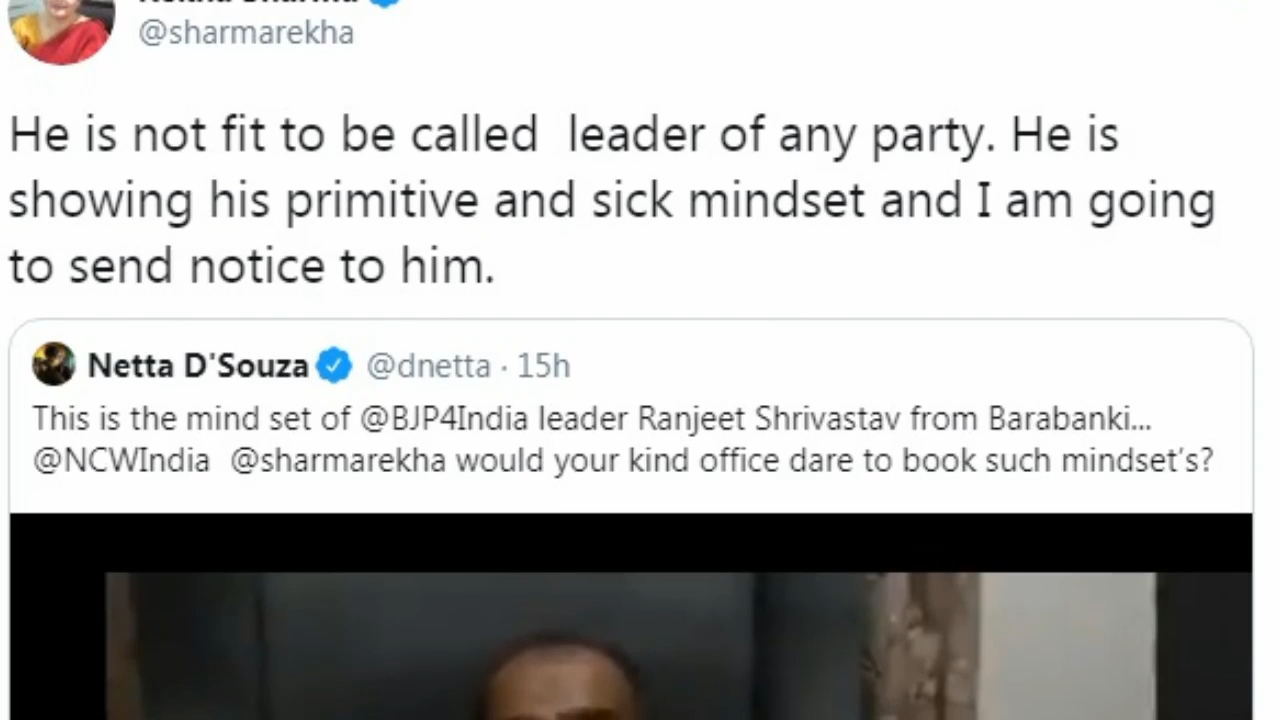 @sharmarekha
He is not fit to be called leader of any party. He is
showing his primitive and sick mindset and I am going
to send notice to him.
Netta D'Souza @dnetta · 15h
This is the mind set of @BJP4India leader Ranjeet Shrivastav from Barabanki...
@NCWIndia @sharmarekha would your kind office dare to book such mindset's?